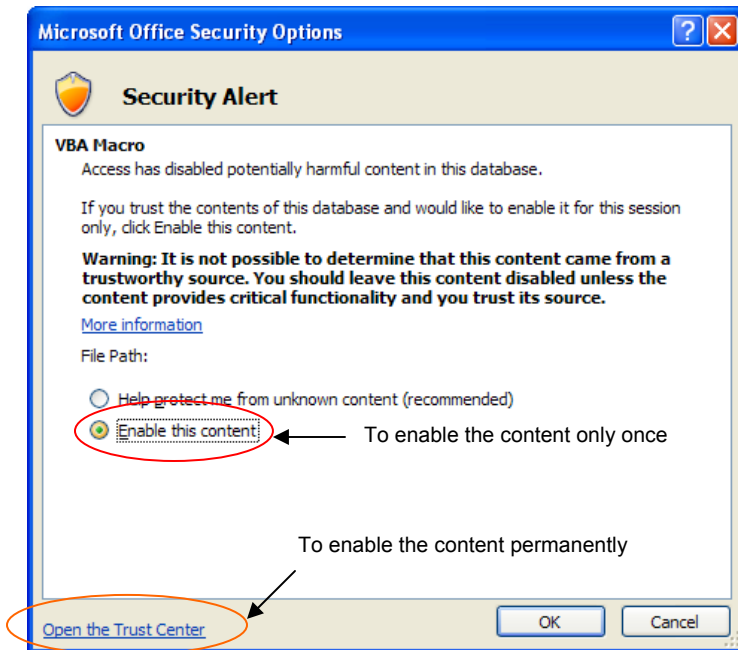 Microsoft Office Security Options
Security Alert
VBA Macro
Access has disabled potentially harmful content in this database.
If you trust the contents of this database and would like to enable it for this session
only, click Enable this content.
Warning: It is not possible to determine that this content came from a
trustworthy source. You should leave this content disabled unless the
content provides critical functionality and you trust its source.
More information
File Path:
Help protect me from unknown content (recommended)
Enable this content
To enable the content only once
To enable the content permanently
Open the Trust Center
OK
Cancel